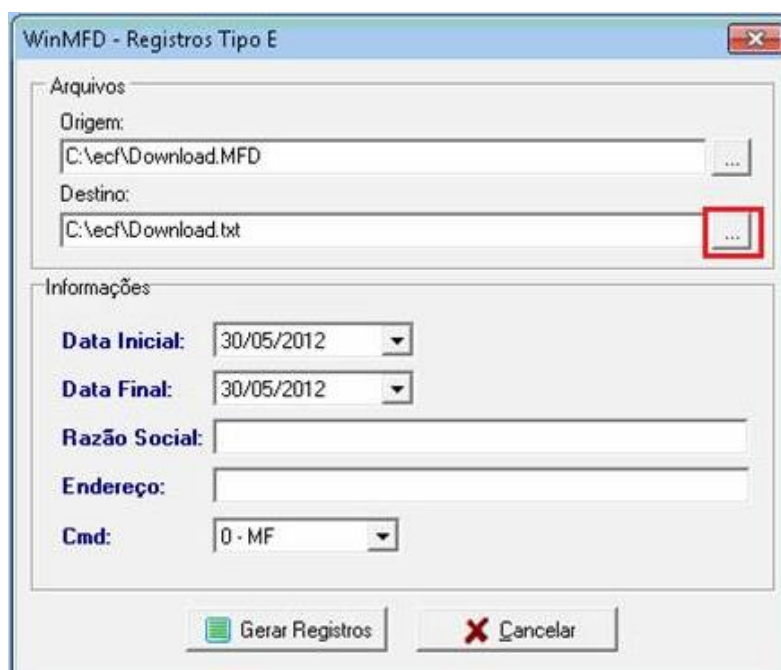 WinMFD - Registros Tipo E
Arquivos
Origem:
C:\ecf\Download.MFD
...
Destino:
C:\ecf\Download.txt
...
Informações
Data Inicial: 30/05/2012
Data Final: 30/05/2012
Razão Social:
Endereço:
Cmd: 0 - MF
Gerar Registros Cancelar